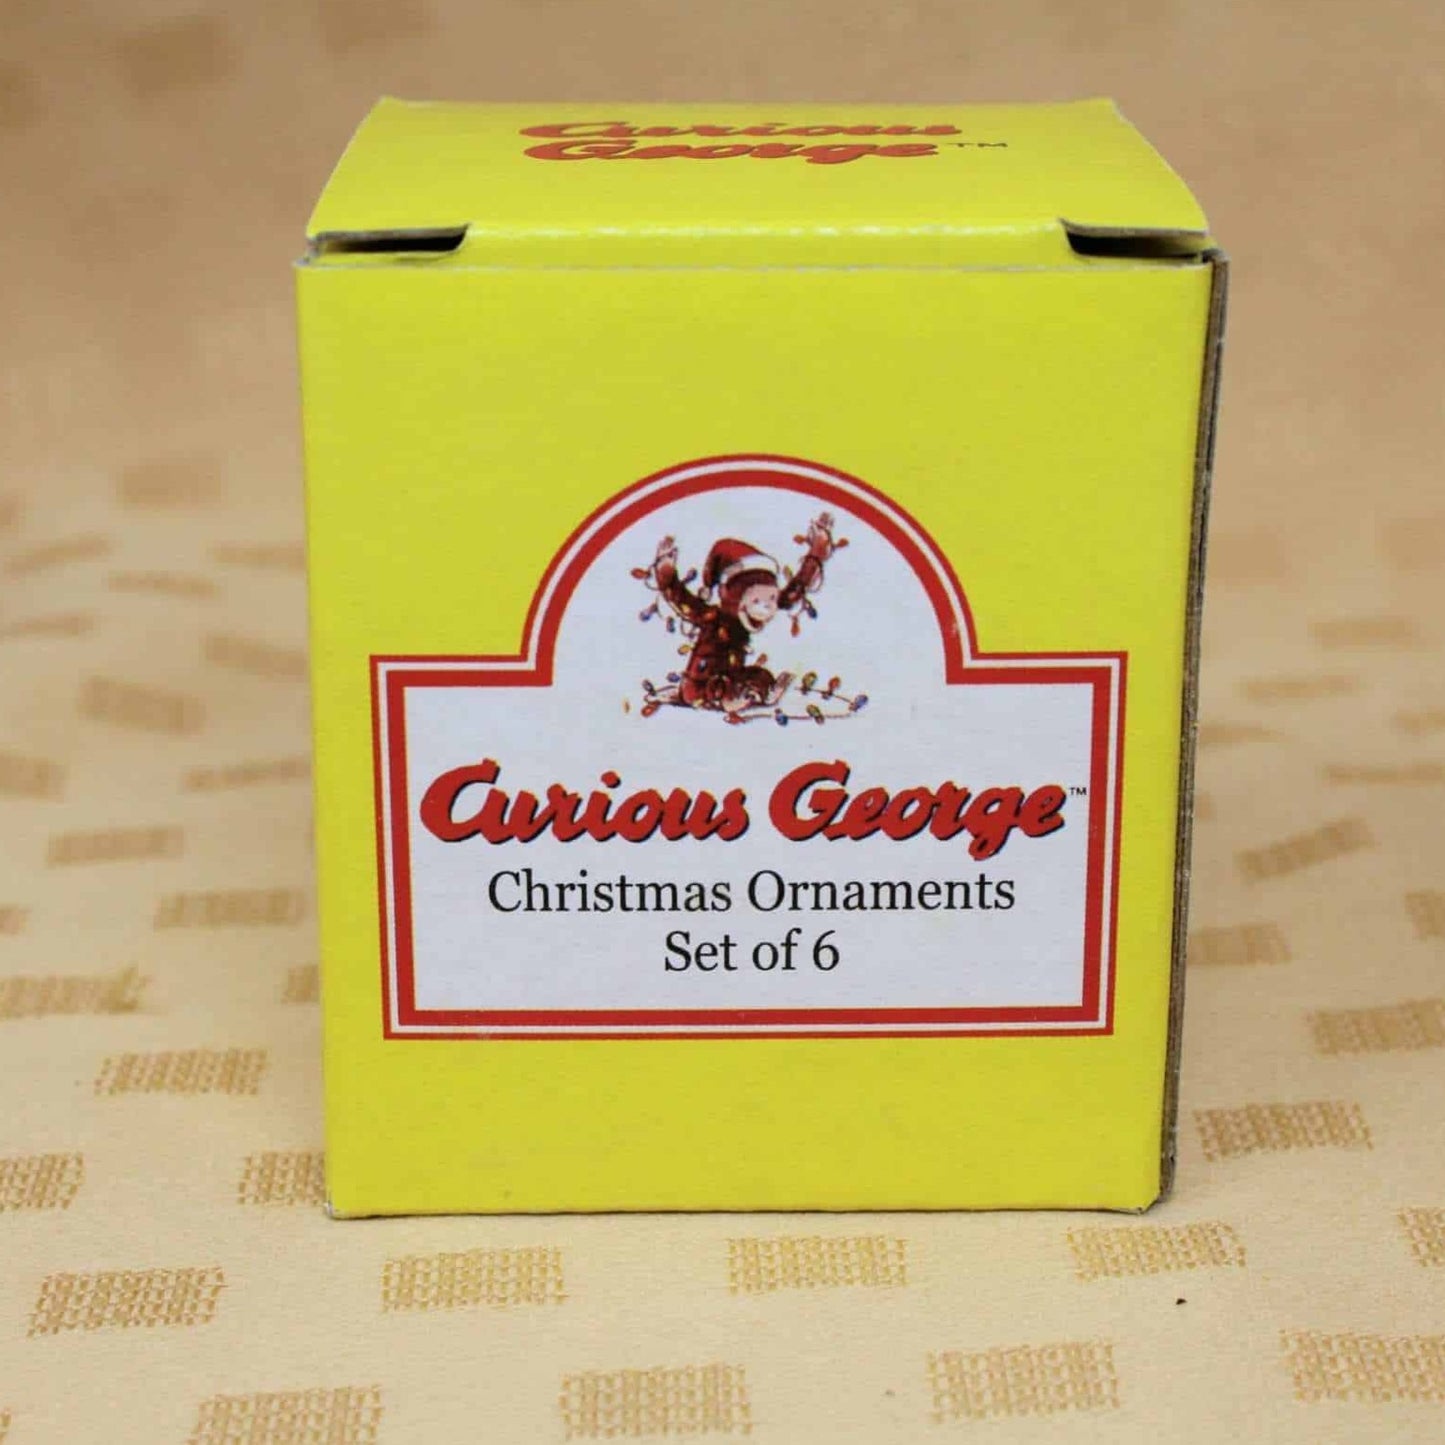 Curious
George™
Curious George™
Christmas Ornaments
Set of 6